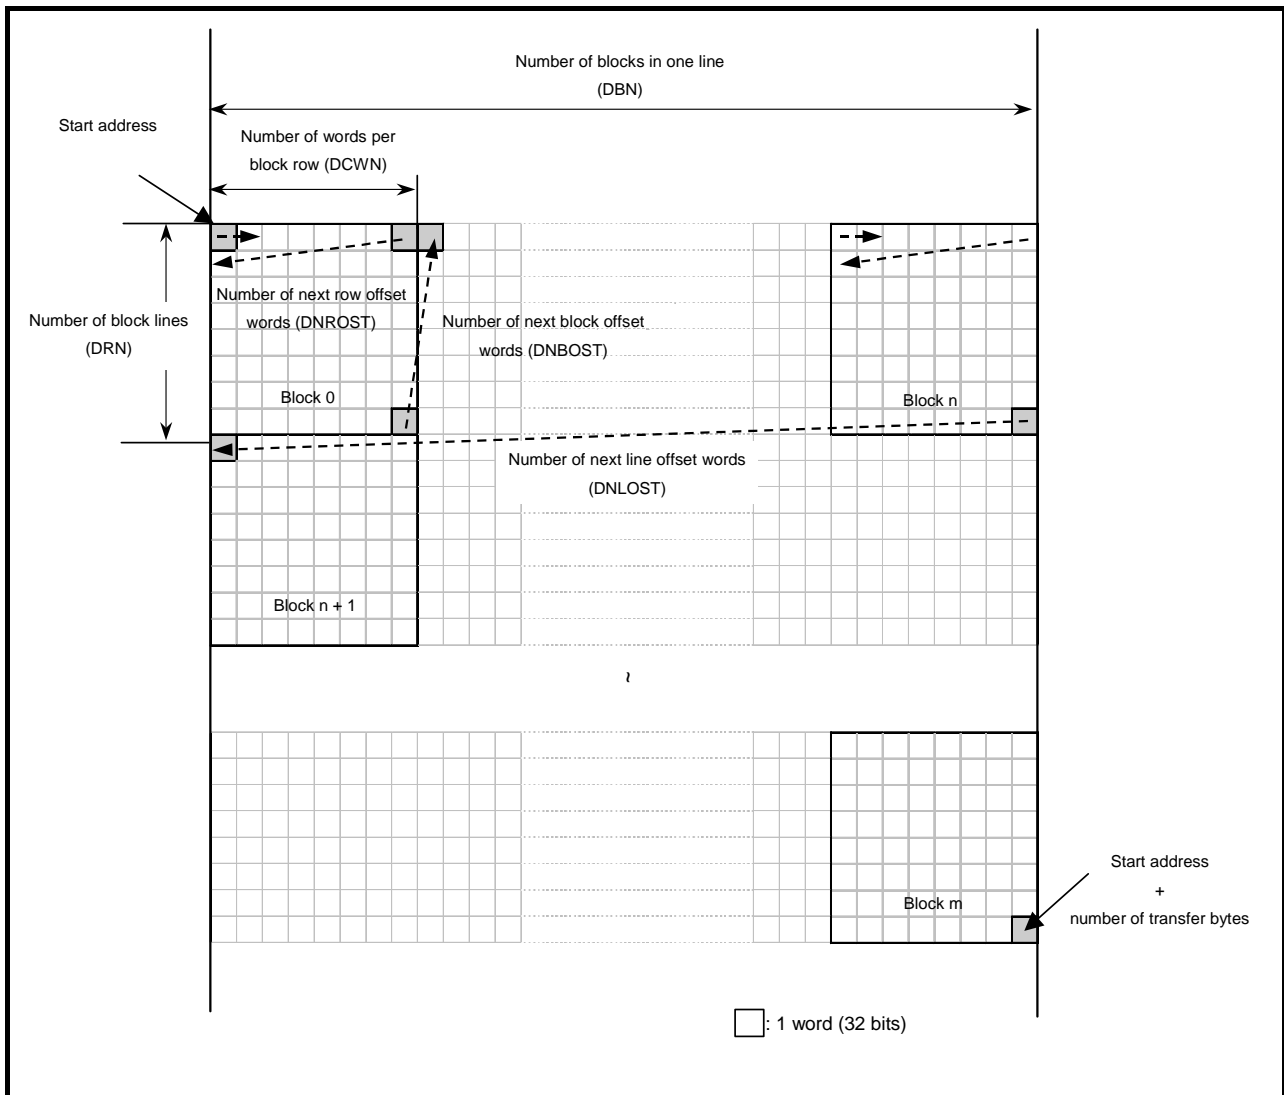 Number of blocks in one line
(DBN)
Start address
Number of words per
block row (DCWN)
Number of next row offset
words (DNROST)
Number of block lines
(DRN)
Number of next block offset
words (DNBOST)
Block 0
Block n
Number of next line offset words
(DNLOST)
Block n + 1
~
Block m
Start address
+
number of transfer bytes
: 1 word (32 bits)